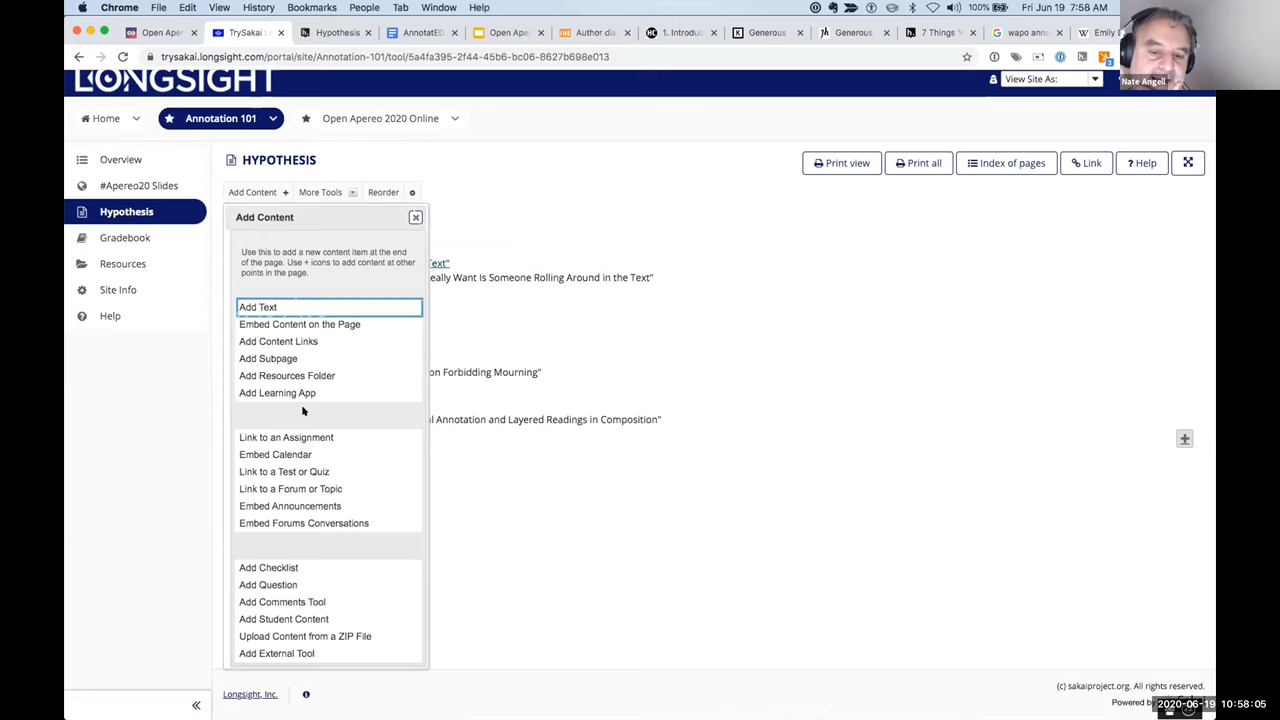 Chrome File Edit View History Bookmarks People Tab Window Help 100% Fri Jun 19 7:58 AM
Open Aper TrySakai : A Hypothesis AnnotatED Open Ape Author dis 1. Introduc Generous Generous 7 Things Y wapo anne Emily D
trysakai.longsight.com/portal/site/Annotation-101/tool/5a4fa395-2f44-45b6-bc06-8627b698e013
Nate Angell
LONGSIGHT
View Site As:
Home Annotation 101 Open Apereo 2020 Online
Overview
#Apereo20 Slides
Hypothesis
Gradebook
Resources
Site Info
Help
HYPOTHESIS
Print view Print all Index of pages Link ? Help
Add Content + More Tools Reorder
Add Content
Use this to add a new content item at the end
of the page. Use + icons to add content at other
points in the page.
Text"
eally Want Is Someone Rolling Around in the Text"
Add Text
Embed Content on the Page
Add Content Links
Add Subpage
on Forbidding Mourning"
Add Resources Folder
Add Learning App
l Annotation and Layered Readings in Composition"
Link to an Assignment
Embed Calendar
Link to a Test or Quiz
Link to a Forum or Topic
Embed Announcements
Embed Forums Conversations
Add Checklist
Add Question
Add Comments Tool
Add Student Content
Upload Content from a ZIP File
Add External Tool
Longsight, Inc.
(c) sakaiproject.org. All rights reserved.
Powered by
2020-06-19 10:58:05